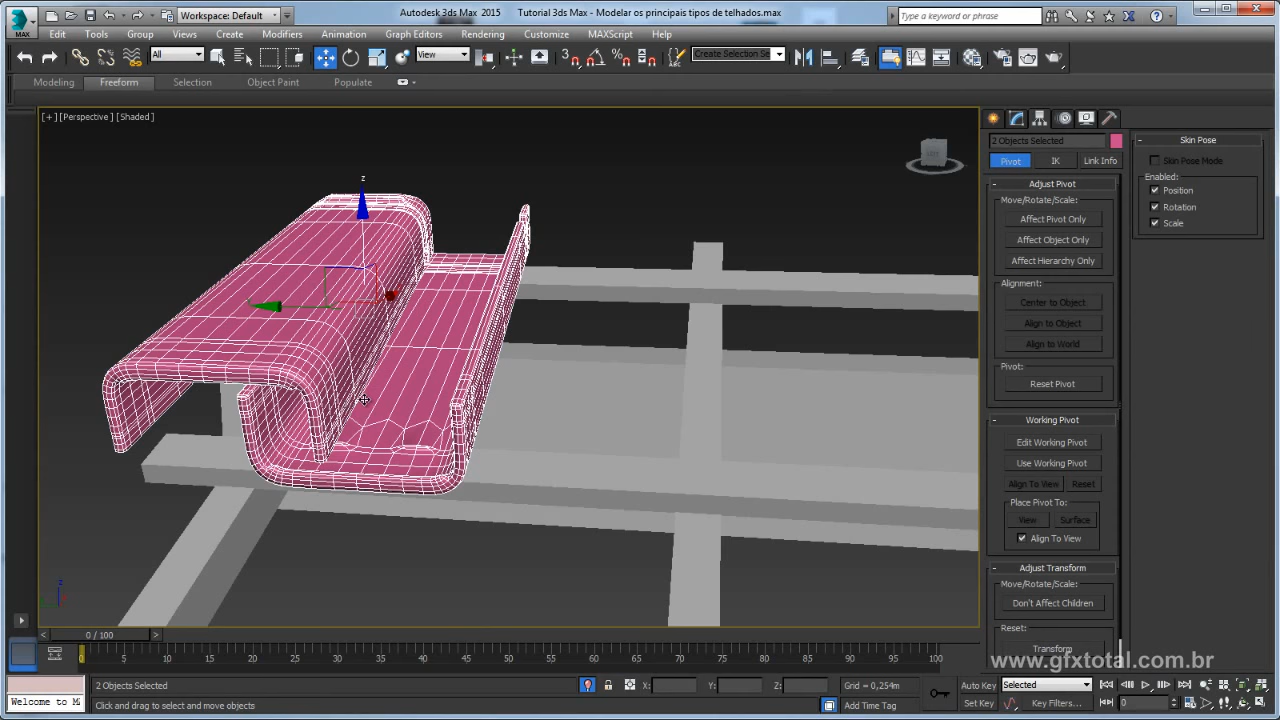 Workspace: Default
Autodesk 3ds Max 2015
Tutorial 3ds Max - Modelar os principais tipos de telhados.max
Type a keyword or phrase
MAX
Edit Tools Group Views Create Modifiers Animation Graph Editors Rendering Customize MAXScript Help
All
View
Create Selection Se
Modeling Freeform Selection Object Paint Populate
[+] [Perspective] [Shaded]
z
2 Objects Selected
Pivot IK Link Info
Adjust Pivot
Move/Rotate/Scale:
Affect Pivot Only
Affect Object Only
Affect Hierarchy Only
Alignment:
Center to Object
Align to Object
Align to World
Pivot:
Reset Pivot
Working Pivot
Edit Working Pivot
Use Working Pivot
Align To View Reset
Place Pivot To:
View Surface
Align To View
Adjust Transform
Move/Rotate/Scale:
Don't Affect Children
Reset:
Transform
Skin Pose
Skin Pose Mode
Enabled:
Position
Rotation
Scale
z
0 / 100
0 5 10 15 20 25 30 35 40 45 50 55 60 65 70 75 80 85 90 95 100
www.gfxtotal.com.br
2 Objects Selected
X: Y: Z: Grid = 0,254m
Auto Key Selected
Welcome to M
Click and drag to select and move objects
Add Time Tag
Set Key Key Filters... 0